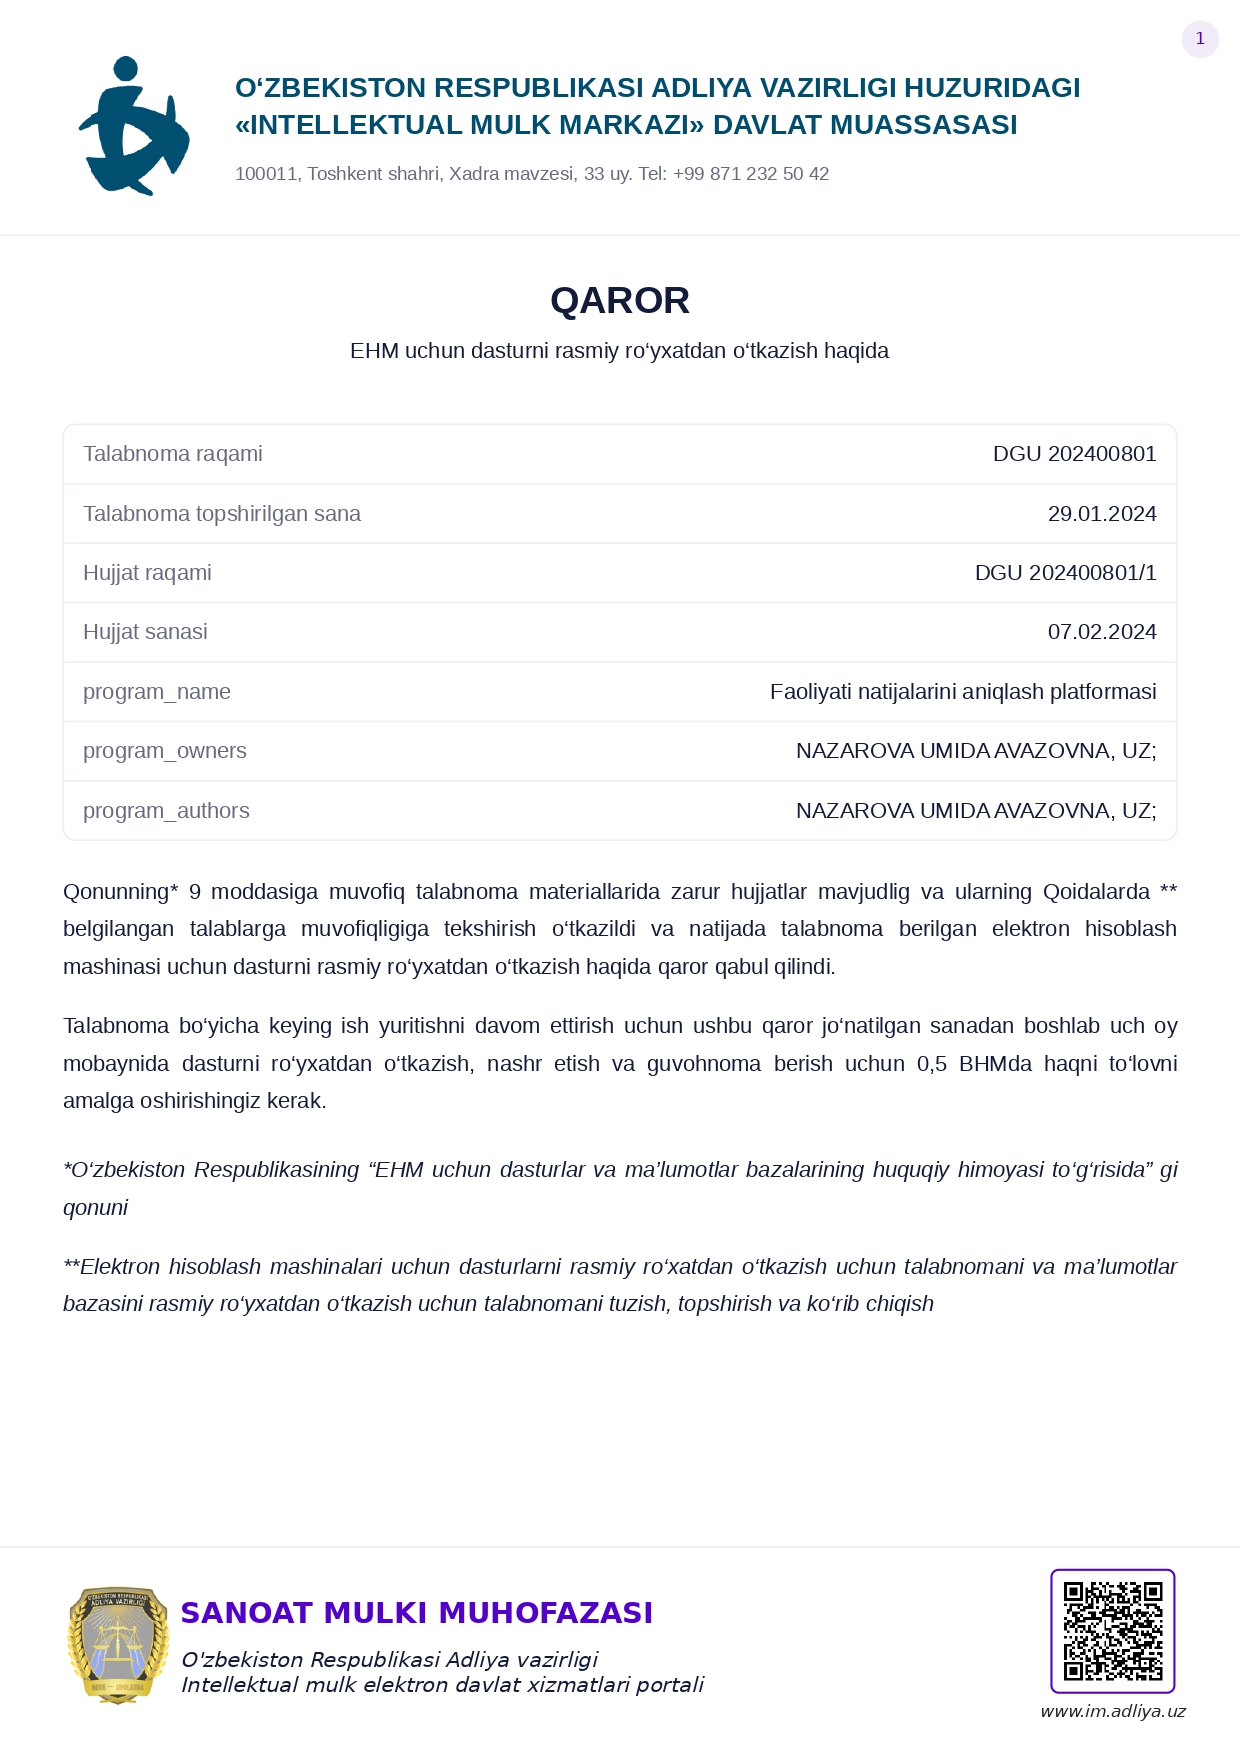 1
O‘ZBEKISTON RESPUBLIKASI ADLIYA VAZIRLIGI HUZURIDAGI
«INTELLEKTUAL MULK MARKAZI» DAVLAT MUASSASASI
100011, Toshkent shahri, Xadra mavzesi, 33 uy. Tel: +99 871 232 50 42
QAROR
EHM uchun dasturni rasmiy ro‘yxatdan o‘tkazish haqida
Talabnoma raqami DGU 202400801
Talabnoma topshirilgan sana 29.01.2024
Hujjat raqami DGU 202400801/1
Hujjat sanasi 07.02.2024
program_name Faoliyati natijalarini aniqlash platformasi
program_owners NAZAROVA UMIDA AVAZOVNA, UZ;
program_authors NAZAROVA UMIDA AVAZOVNA, UZ;
Qonunning* 9 moddasiga muvofiq talabnoma materiallarida zarur hujjatlar mavjudlig va ularning Qoidalarda **
belgilangan talablarga muvofiqligiga tekshirish o‘tkazildi va natijada talabnoma berilgan elektron hisoblash
mashinasi uchun dasturni rasmiy ro‘yxatdan o‘tkazish haqida qaror qabul qilindi.
Talabnoma bo‘yicha keying ish yuritishni davom ettirish uchun ushbu qaror jo‘natilgan sanadan boshlab uch oy
mobaynida dasturni ro‘yxatdan o‘tkazish, nashr etish va guvohnoma berish uchun 0,5 BHMda haqni to‘lovni
amalga oshirishingiz kerak.
*O‘zbekiston Respublikasining “EHM uchun dasturlar va ma’lumotlar bazalarining huquqiy himoyasi to‘g‘risida” gi
qonuni
**Elektron hisoblash mashinalari uchun dasturlarni rasmiy ro‘xatdan o‘tkazish uchun talabnomani va ma’lumotlar
bazasini rasmiy ro‘yxatdan o‘tkazish uchun talabnomani tuzish, topshirish va ko‘rib chiqish
O‘ZBEKISTON RESPUBLIKASI
ADLIYA VAZIRLIGI
SANOAT MULKI MUHOFAZASI
O'zbekiston Respublikasi Adliya vazirligi
Intellektual mulk elektron davlat xizmatlari portali
www.im.adliya.uz